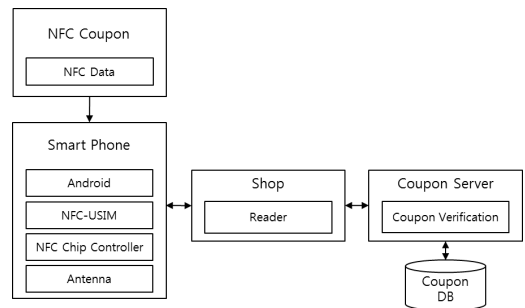 NFC Coupon
NFC Data
Smart Phone
Android
NFC-USIM
NFC Chip Controller
Antenna
Shop
Reader
Coupon Server
Coupon Verification
Coupon
DB